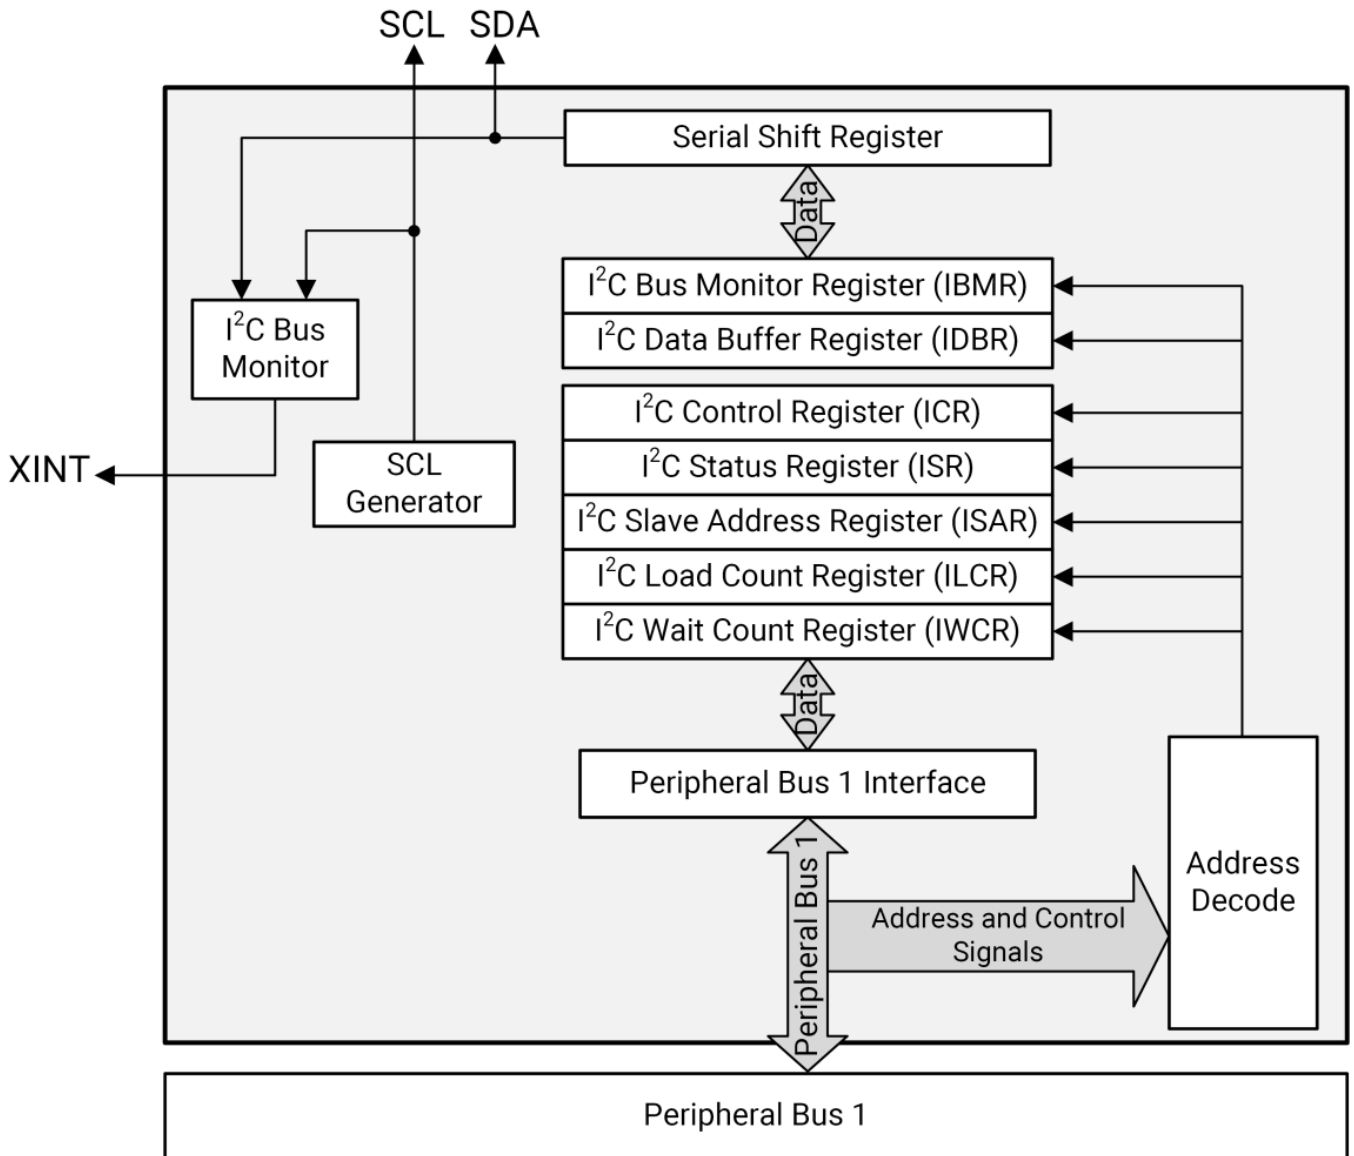 SCL SDA
Serial Shift Register
Data
I²C Bus Monitor Register (IBMR)
I²C Data Buffer Register (IDBR)
I²C Bus
Monitor
I²C Control Register (ICR)
I²C Status Register (ISR)
I²C Slave Address Register (ISAR)
I²C Load Count Register (ILCR)
I²C Wait Count Register (IWCR)
SCL
Generator
XINT
Data
Peripheral Bus 1 Interface
Peripheral Bus 1
Address and Control
Signals
Address
Decode
Peripheral Bus 1